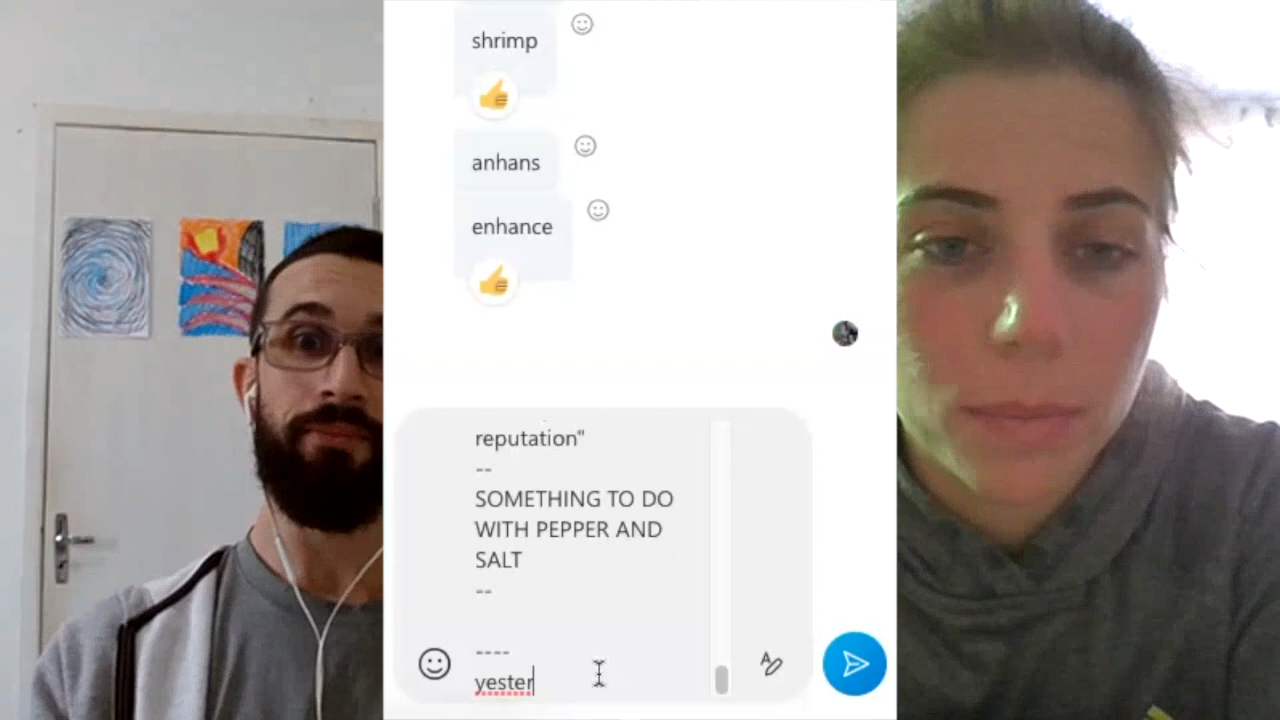 shrimp
anhans
enhance
reputation"
--
SOMETHING TO DO
WITH PEPPER AND
SALT
--
----
yester